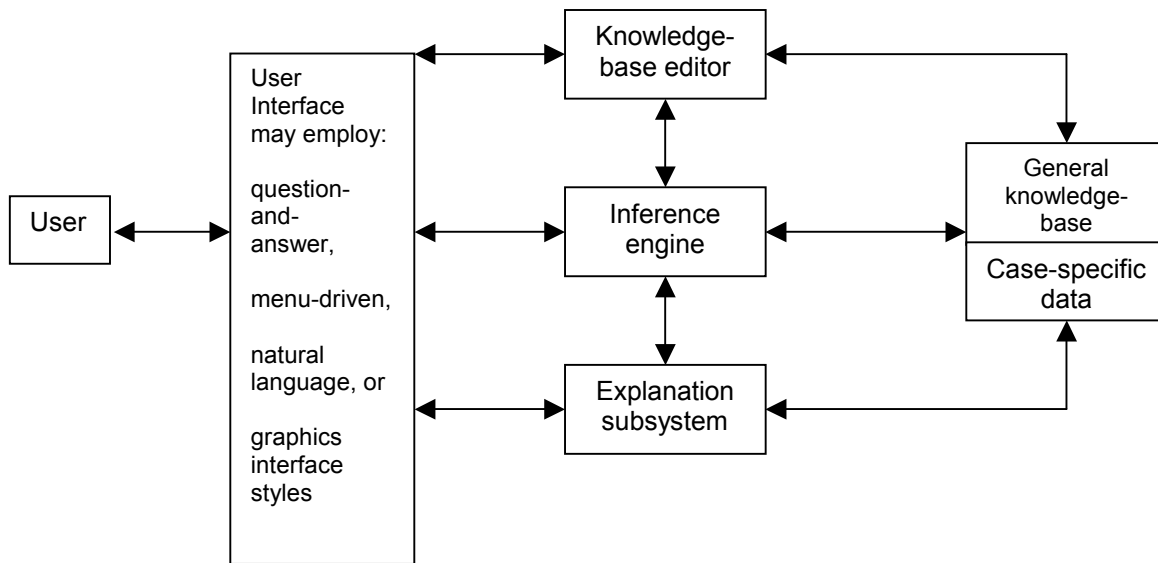 User
User
Interface
may employ:
question-
and-
answer,
menu-driven,
natural
language, or
graphics
interface
styles
Knowledge-
base editor
Inference
engine
Explanation
subsystem
General
knowledge-
base
Case-specific
data